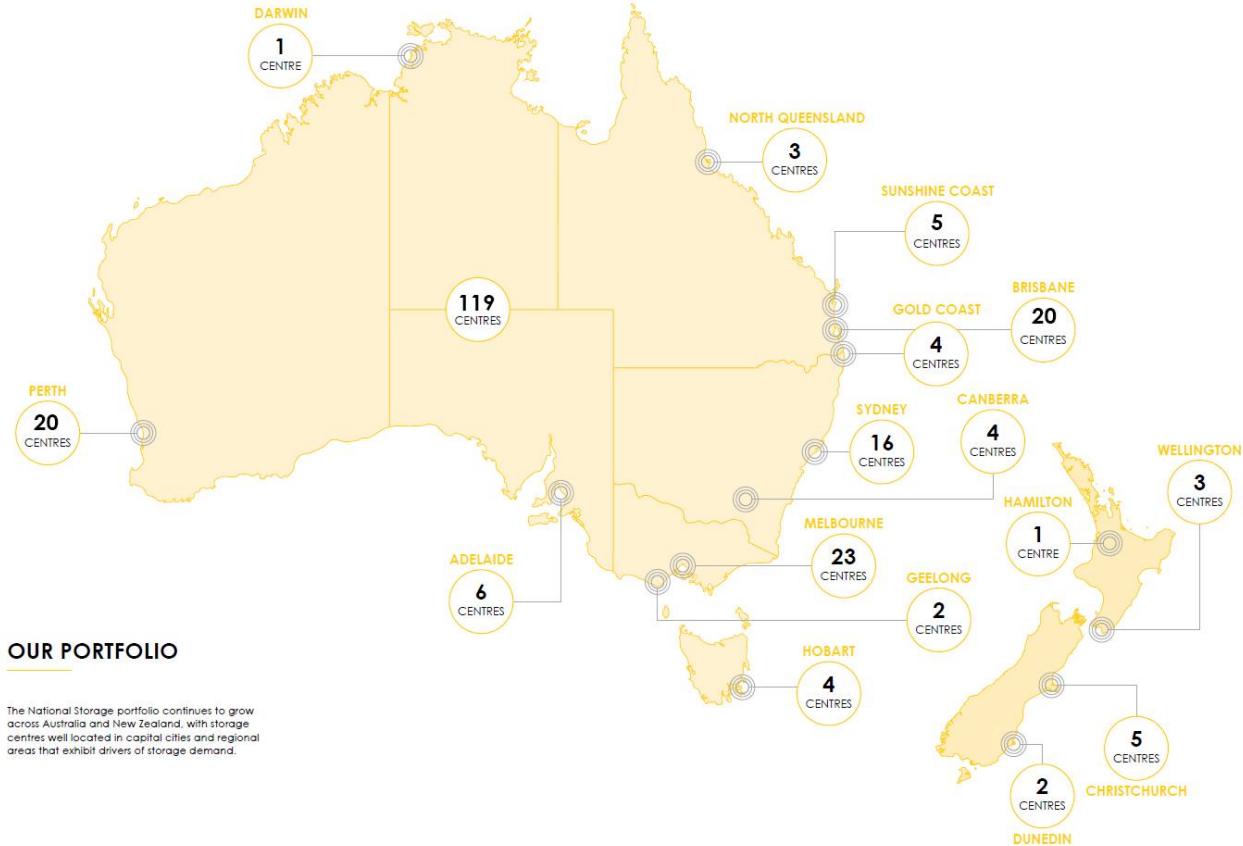 DARWIN
1
CENTRE
NORTH QUEENSLAND
3
CENTRES
SUNSHINE COAST
5
CENTRES
BRISBANE
20
CENTRES
GOLD COAST
4
CENTRES
119
CENTRES
PERTH
20
CENTRES
SYDNEY
16
CENTRES
CANBERRA
4
CENTRES
WELLINGTON
3
CENTRES
HAMILTON
1
CENTRE
ADELAIDE
6
CENTRES
MELBOURNE
23
CENTRES
GEELONG
2
CENTRES
HOBART
4
CENTRES
5
CENTRES
CHRISTCHURCH
2
CENTRES
DUNEDIN
OUR PORTFOLIO
The National Storage portfolio continues to grow
across Australia and New Zealand, with storage
centres well located in capital cities and regional
areas that exhibit drivers of storage demand.